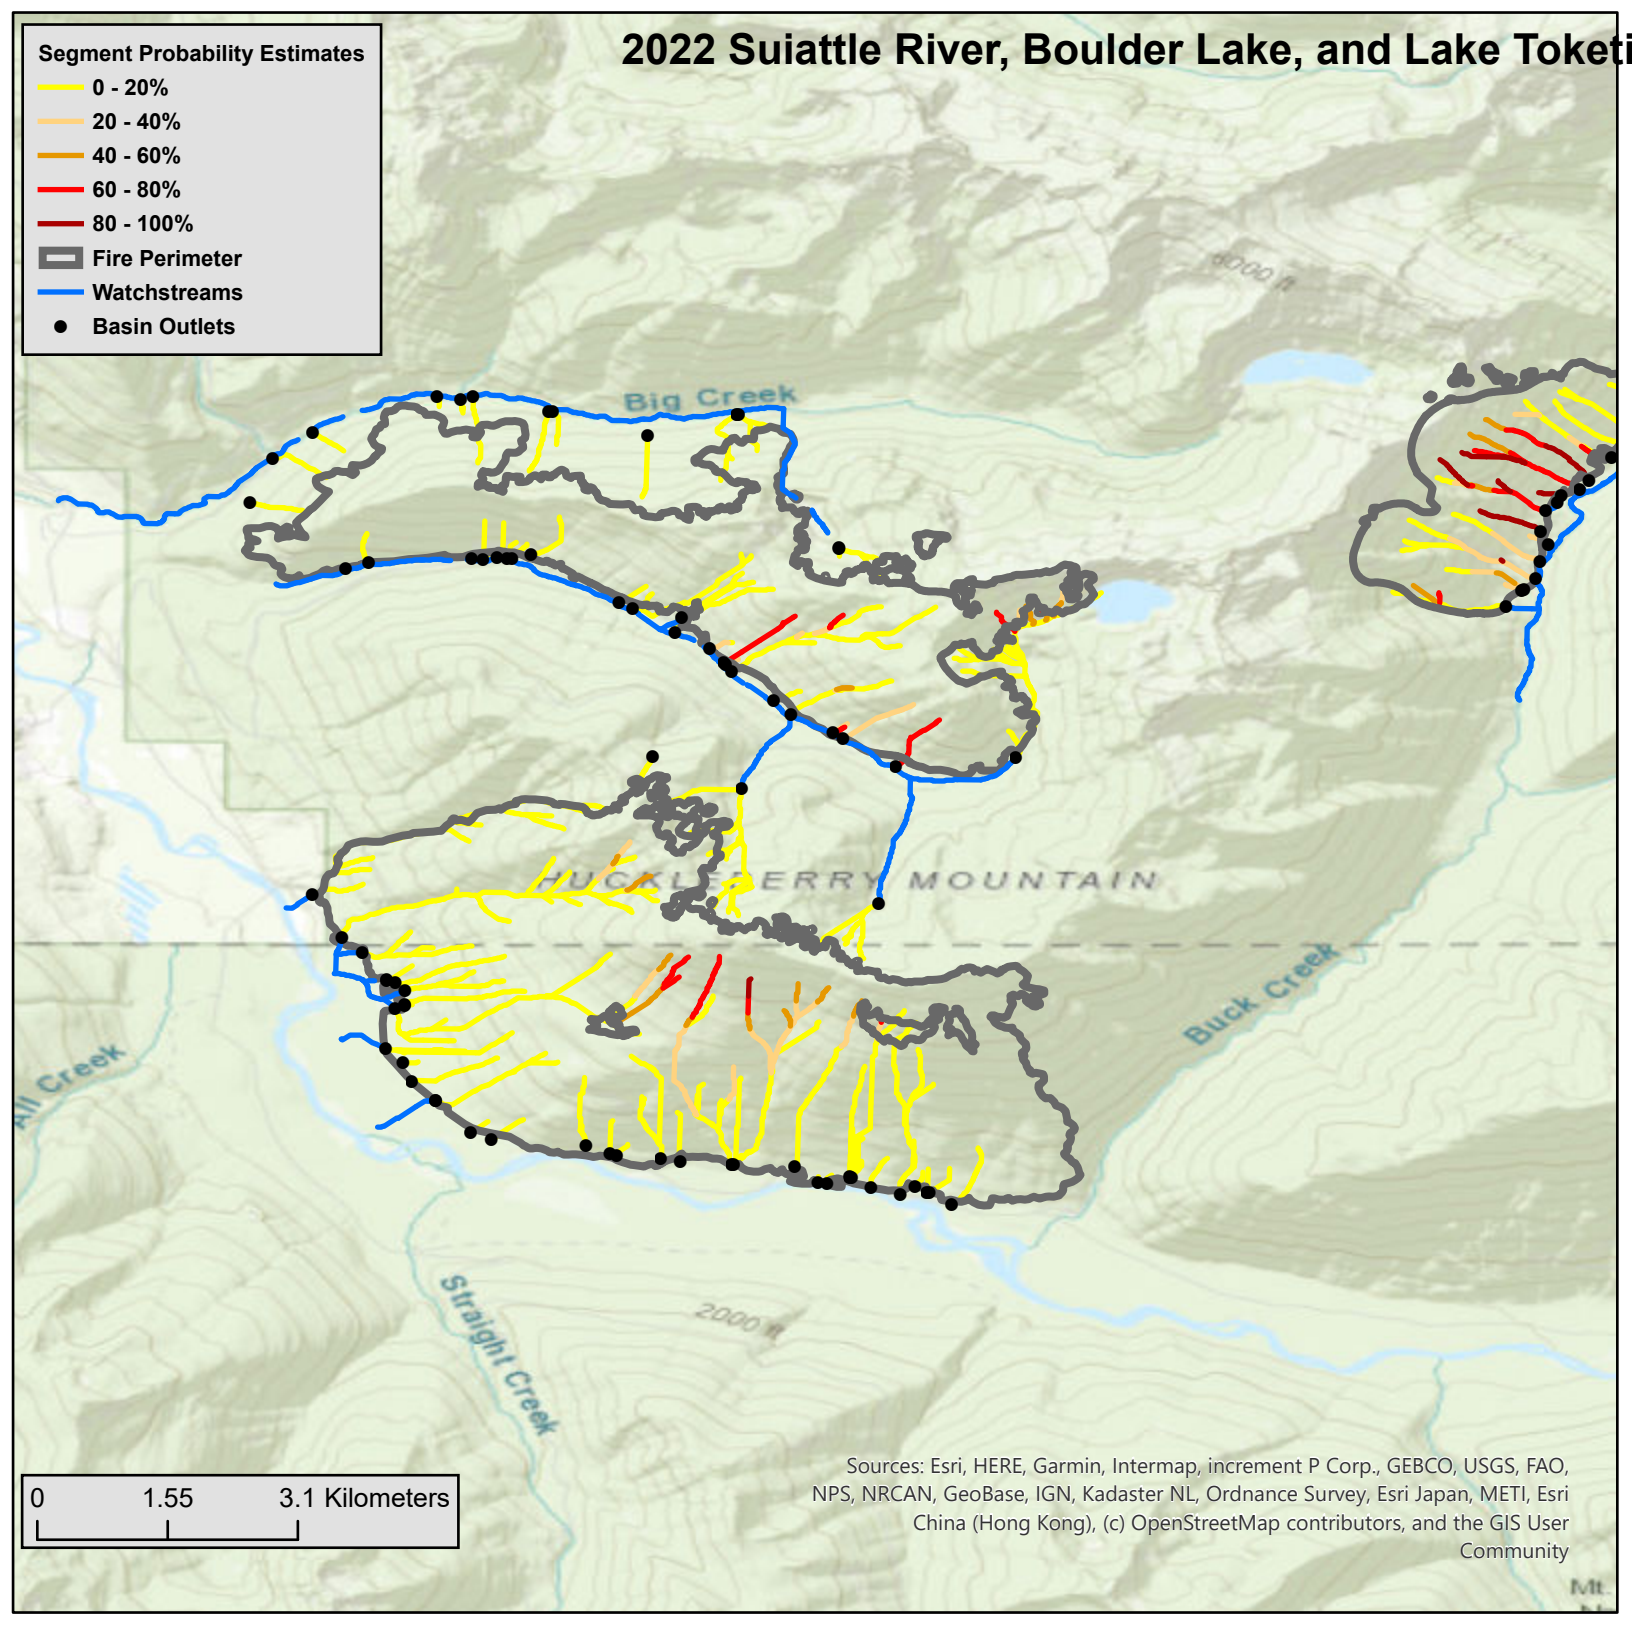 2022 Suiattle River, Boulder Lake, and Lake Toketi
Segment Probability Estimates
0 - 20%
20 - 40%
40 - 60%
60 - 80%
80 - 100%
Fire Perimeter
Watchstreams
Basin Outlets
6000 ft
Big Creek
HUCKLEBERRY MOUNTAIN
Buck Creek
All Creek
Straight Creek
2000 ft
0 1.55 3.1 Kilometers
Sources: Esri, HERE, Garmin, Intermap, increment P Corp., GEBCO, USGS, FAO,
NPS, NRCAN, GeoBase, IGN, Kadaster NL, Ordnance Survey, Esri Japan, METI, Esri
China (Hong Kong), (c) OpenStreetMap contributors, and the GIS User
Community
Mt.